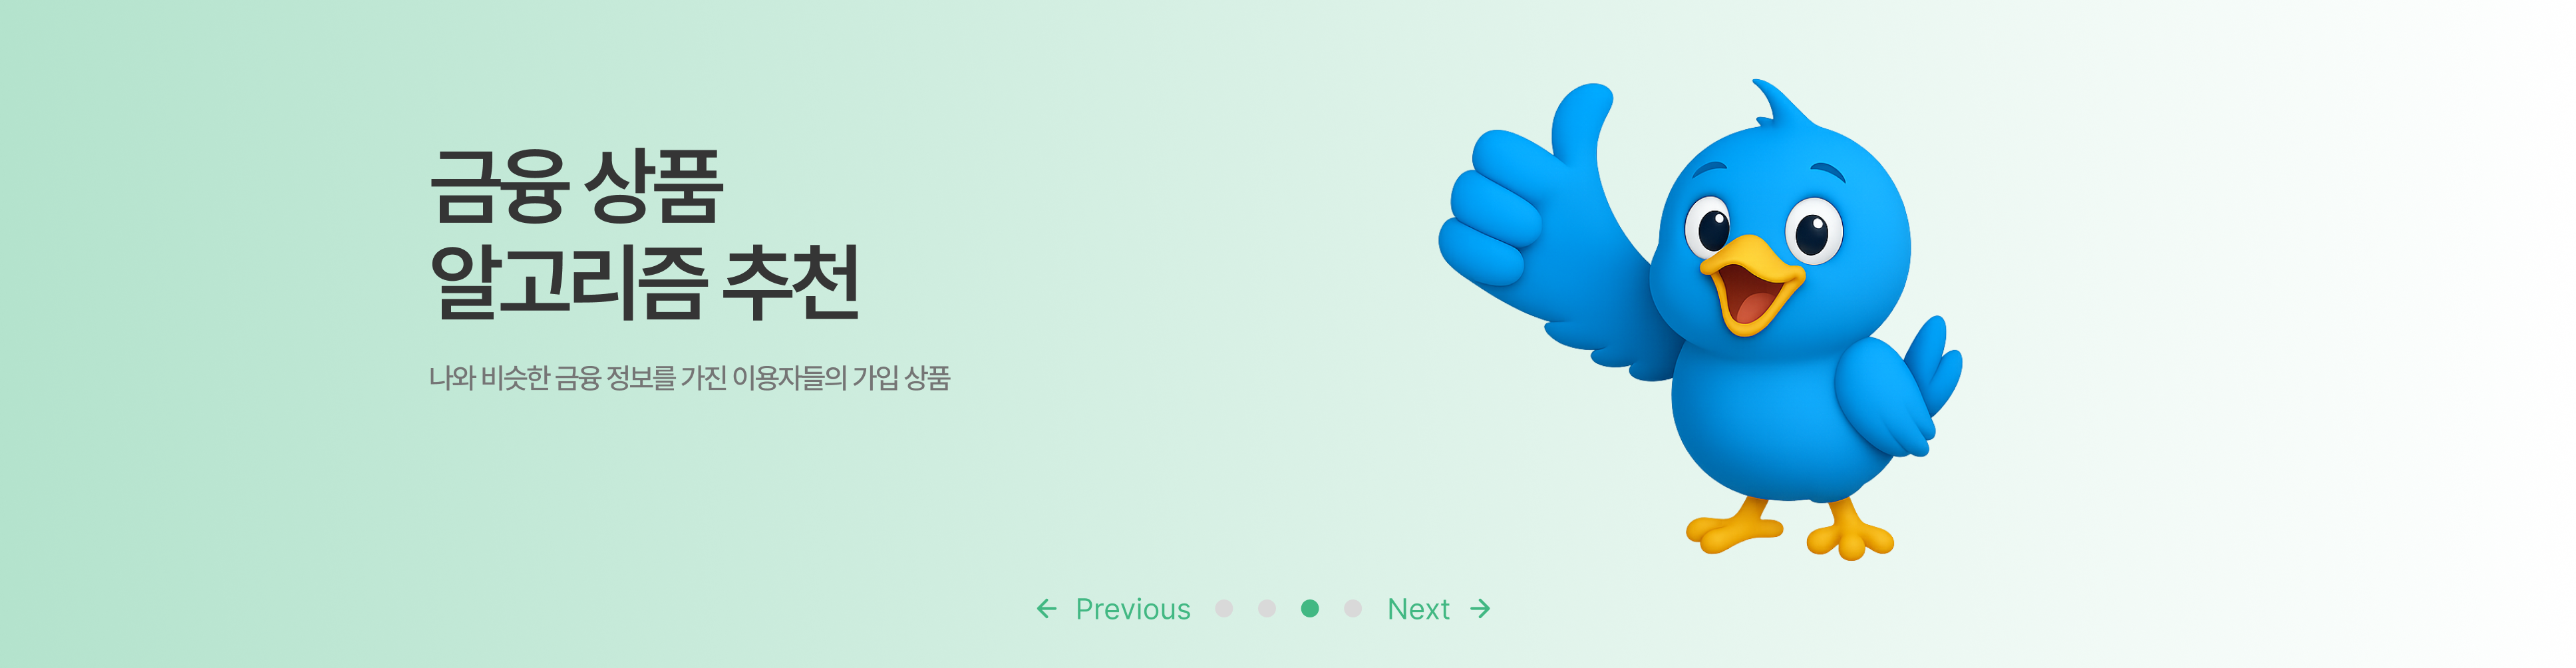 금융 상품
알고리즘 추천
나와 비슷한 금융 정보를 가진 이용자들의 가입 상품
← Previous Next →